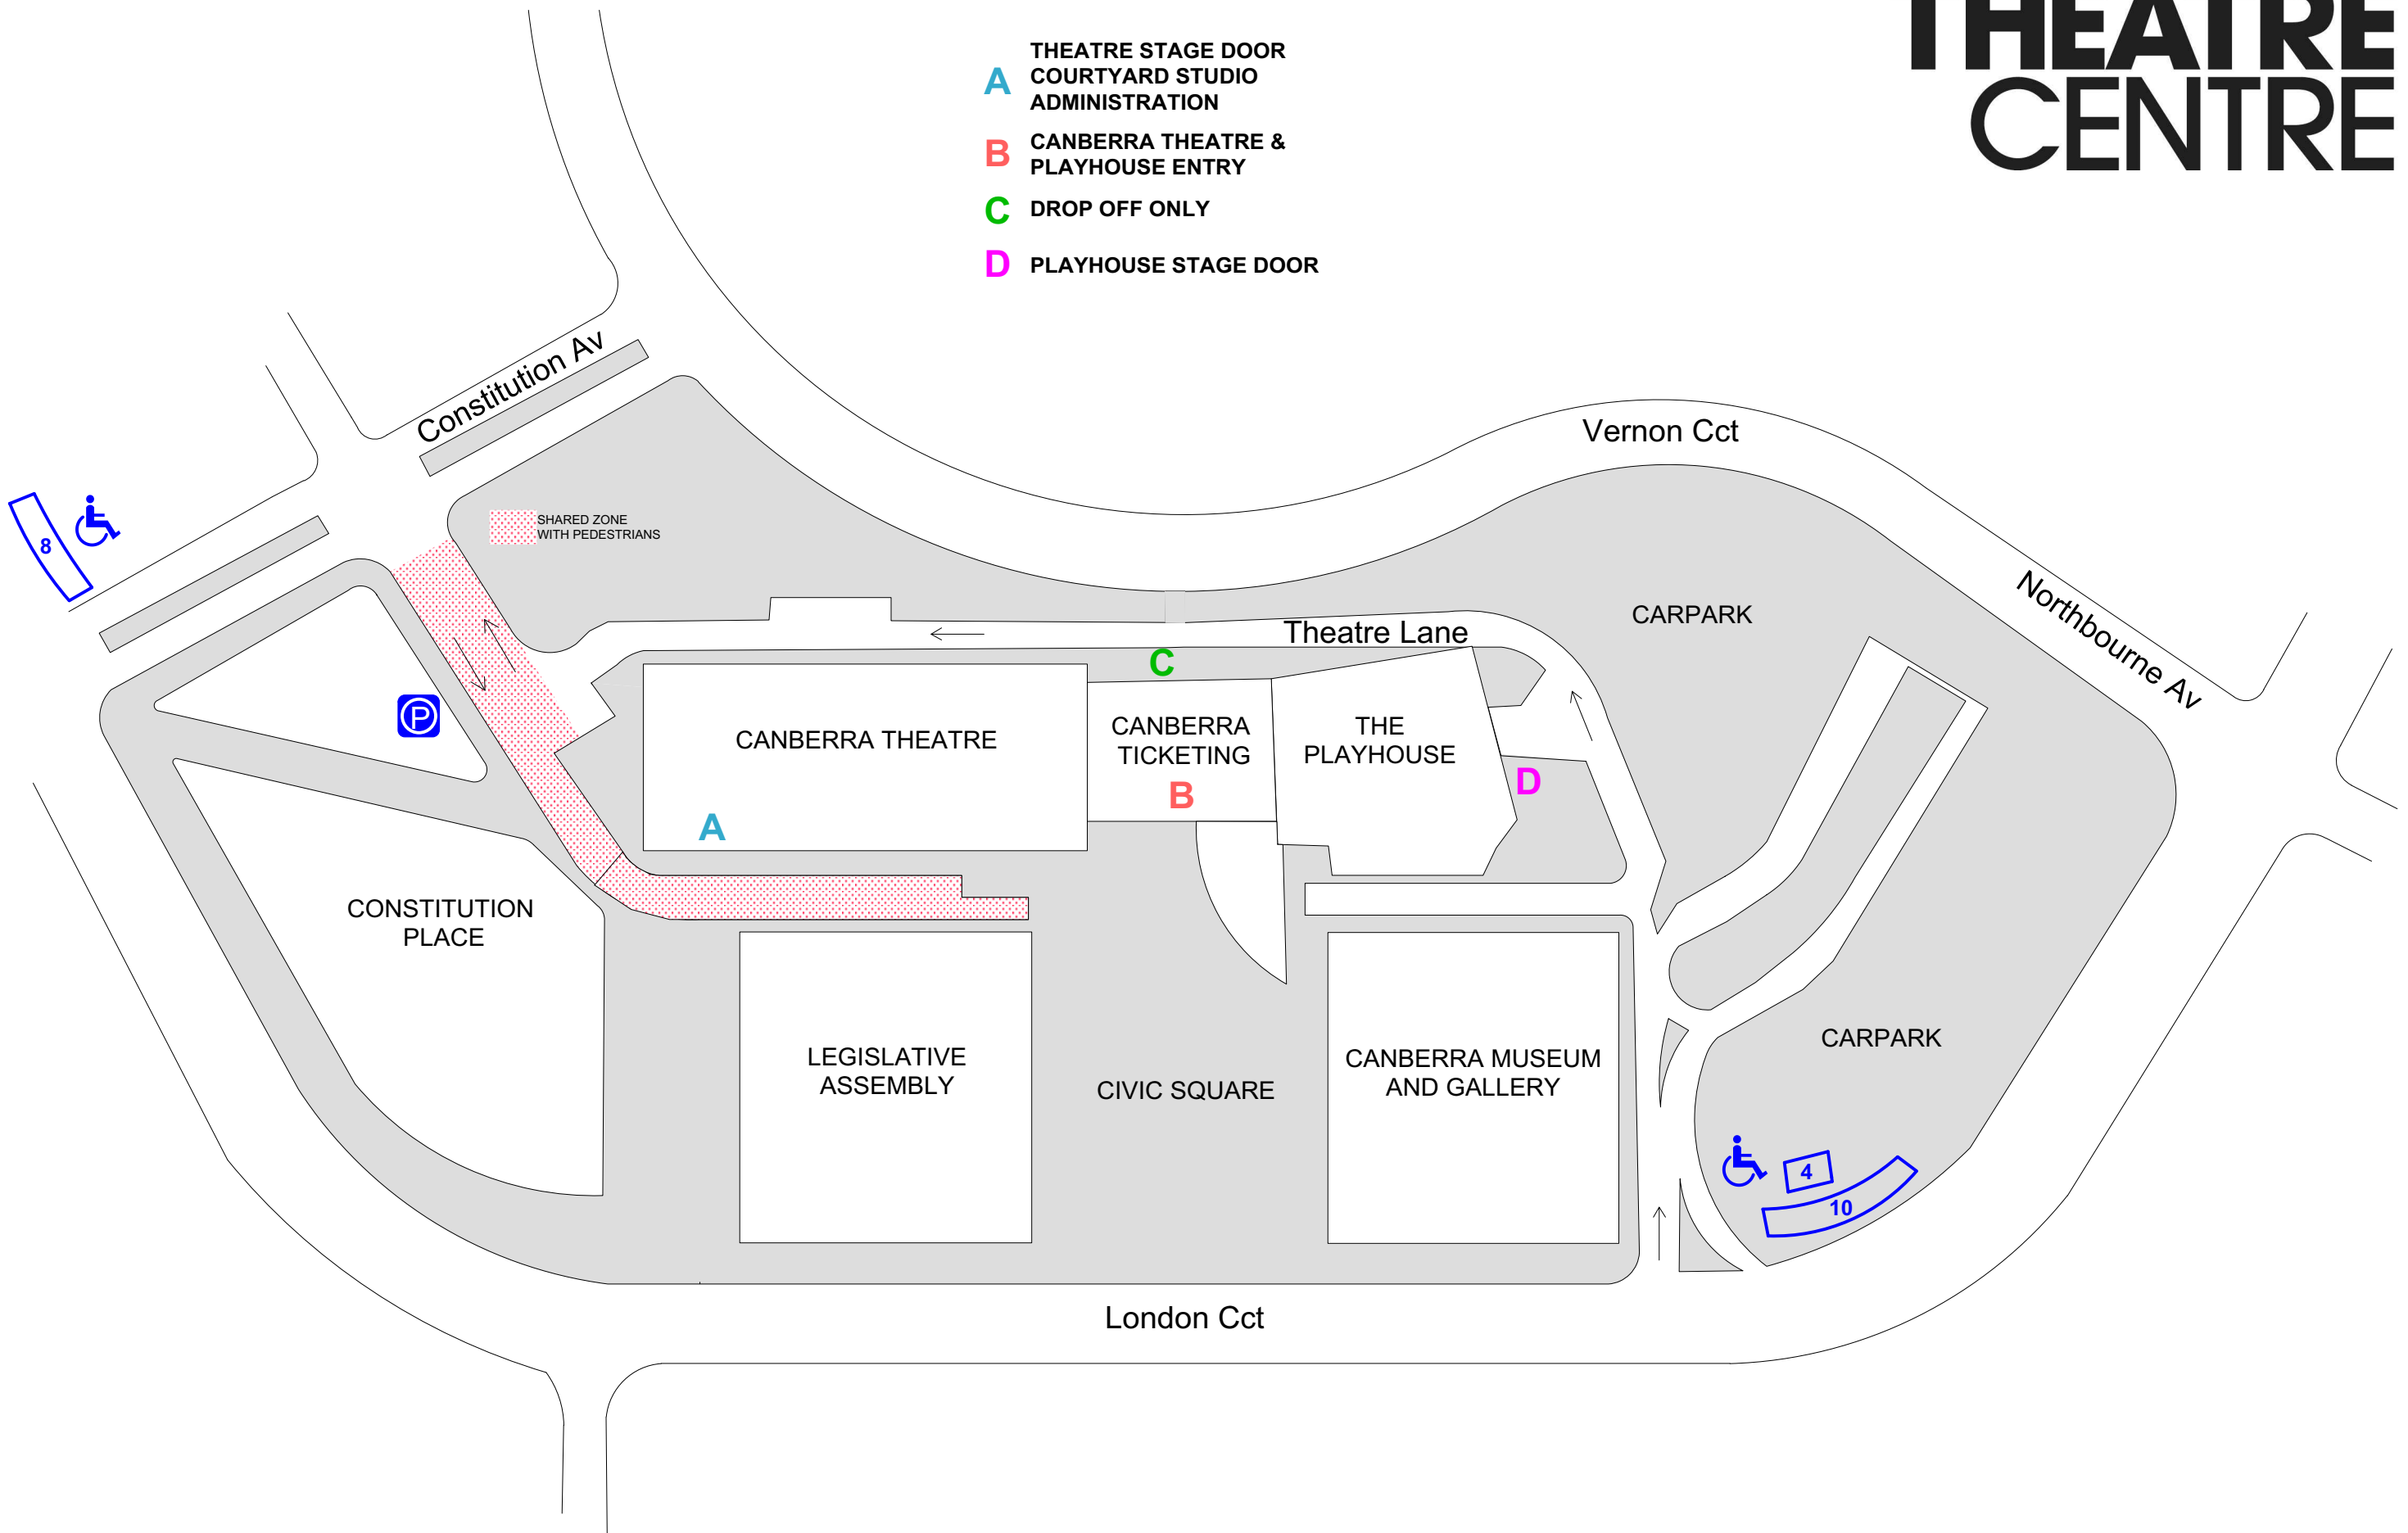 THEATRE
CENTRE
THEATRE STAGE DOOR
A COURTYARD STUDIO
ADMINISTRATION
B CANBERRA THEATRE &
PLAYHOUSE ENTRY
C DROP OFF ONLY
D PLAYHOUSE STAGE DOOR
Constitution Av
Vernon Cct
SHARED ZONE
WITH PEDESTRIANS
8
Northbourne Av
CARPARK
Theatre Lane
C
P
CANBERRA THEATRE
CANBERRA
TICKETING
THE
PLAYHOUSE
D
B
A
CONSTITUTION
PLACE
LEGISLATIVE
ASSEMBLY
CIVIC SQUARE
CANBERRA MUSEUM
AND GALLERY
CARPARK
4
10
London Cct